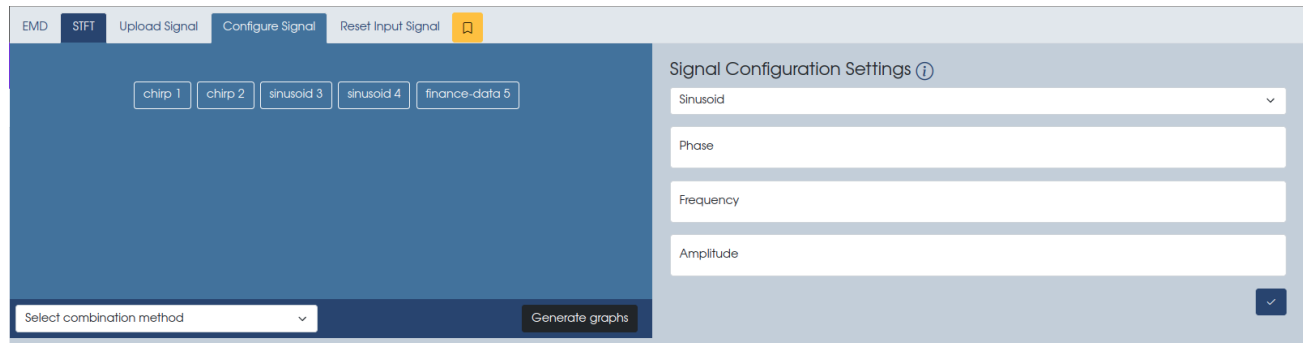 EMD STFT Upload Signal Configure Signal Reset Input Signal
chirp 1 chirp 2 sinusoid 3 sinusoid 4 finance-data 5
Select combination method Generate graphs
Signal Configuration Settings
Sinusoid
Phase
Frequency
Amplitude